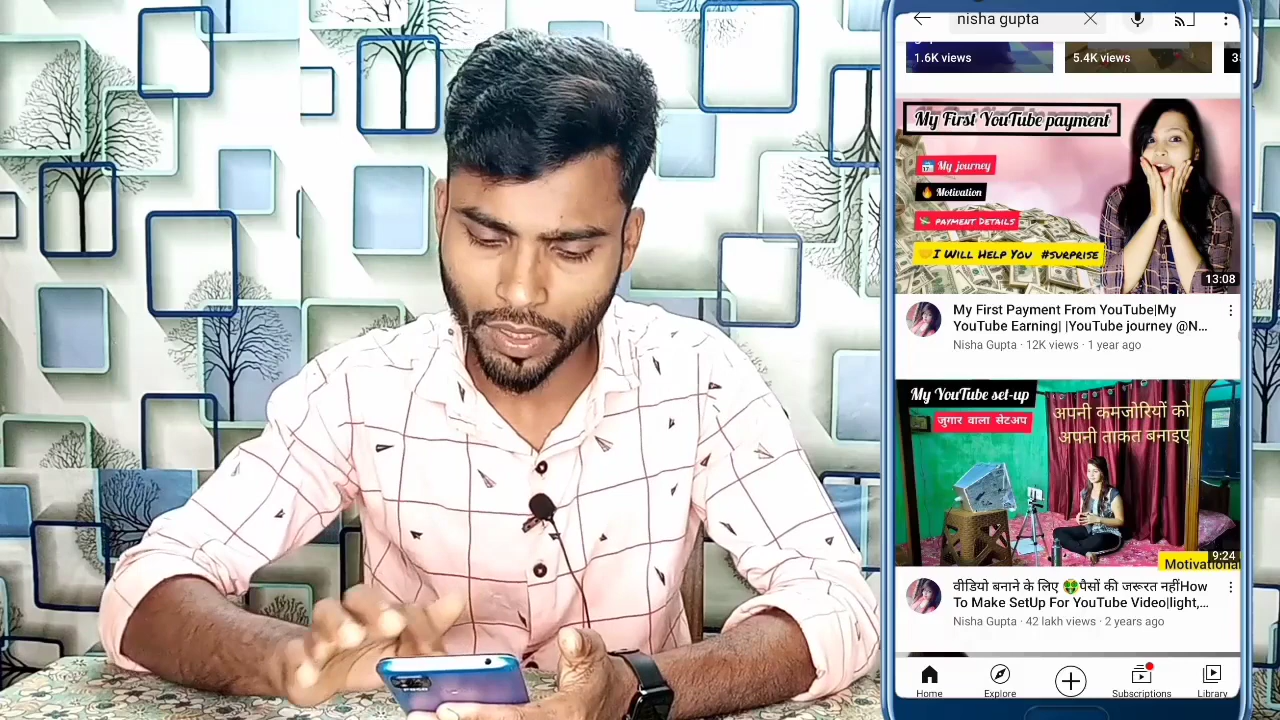 nisha gupta
1.6K views
5.4K views
My First YouTube payment
My journey
Motivation
PAYMENT DETAILS
I WILL HELP YOU #SURPRISE
13:08
My First Payment From YouTube|My
YouTube Earning| |YouTube journey @N...
Nisha Gupta · 12K views · 1 year ago
My YouTube set-up
जुगार वाला सेटअप
अपनी कमजोरियों को
अपनी ताकत बनाइए
9:24
Motivational
वीडियो बनाने के लिए 🤑पैसों की जरूरत नहींHow
To Make SetUp For YouTube Video|light,...
Nisha Gupta · 42 lakh views · 2 years ago
Home
Explore
Subscriptions
Library